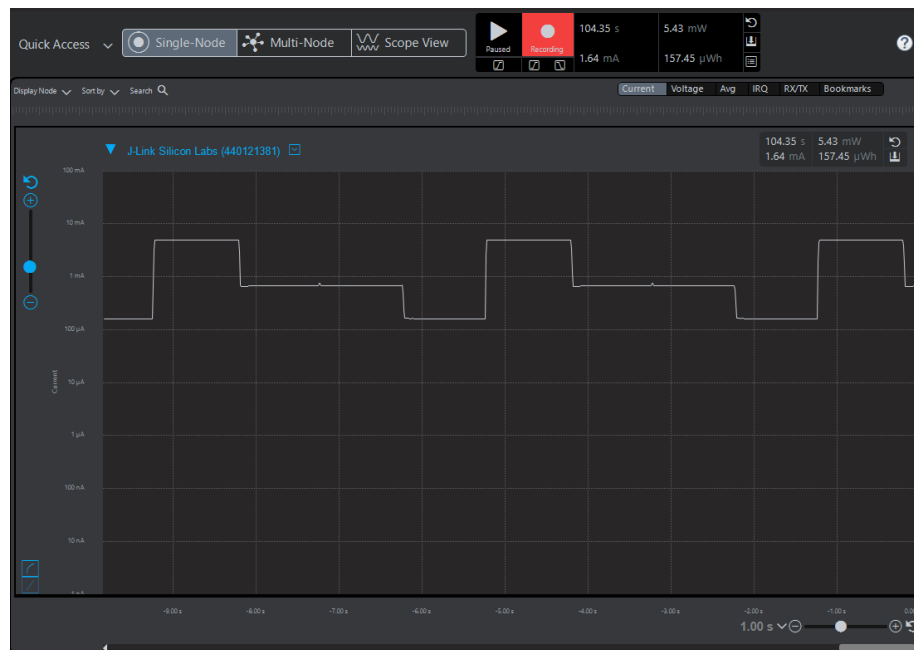 Quick Access
Single-Node
Multi-Node
Scope View
Paused
Recording
104.35 s 5.43 mW
1.64 mA 157.45 µWh
?
Display Node Sort by Search
Current Voltage Avg IRQ RX/TX Bookmarks
J-Link Silicon Labs (440121381)
104.35 s 5.43 mW
1.64 mA 157.45 µWh
100 mA
10 mA
1 mA
100 µA
10 µA
1 µA
100 nA
10 nA
Current
-9.00 s -8.00 s -7.00 s -6.00 s -5.00 s -4.00 s -3.00 s -2.00 s -1.00 s
1.00 s